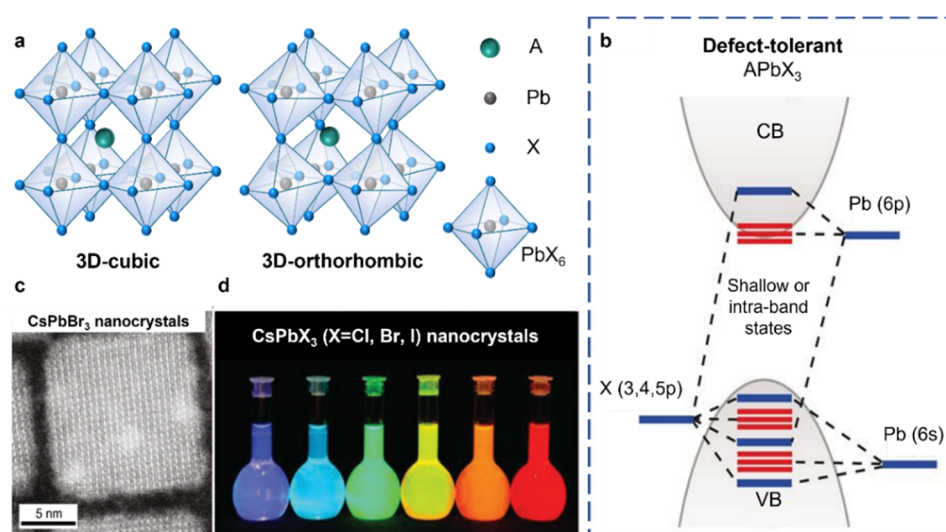 a
A
Pb
X
PbX6
3D-cubic
3D-orthorhombic
b
Defect-tolerant
APbX3
CB
Pb (6p)
Shallow or
intra-band
states
X (3,4,5p)
Pb (6s)
VB
c
CsPbBr3 nanocrystals
5 nm
d
CsPbX3 (X=Cl, Br, I) nanocrystals